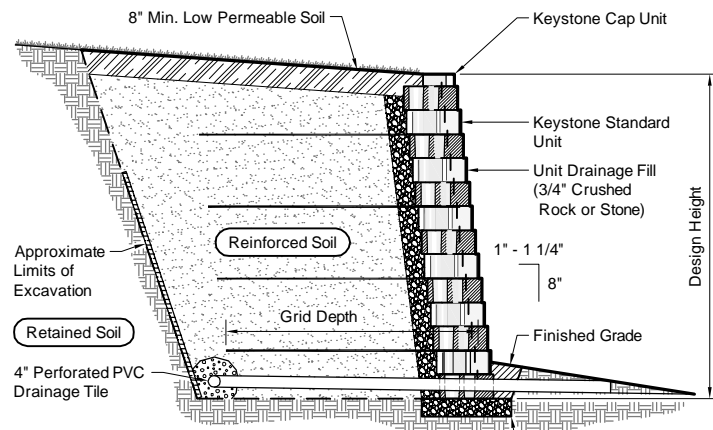 8" Min. Low Permeable Soil
Keystone Cap Unit
Keystone Standard
Unit
Unit Drainage Fill
(3/4" Crushed
Rock or Stone)
Design Height
Reinforced Soil
1" - 1 1/4"
8"
Approximate
Limits of
Excavation
Grid Depth
Retained Soil
Finished Grade
4" Perforated PVC
Drainage Tile